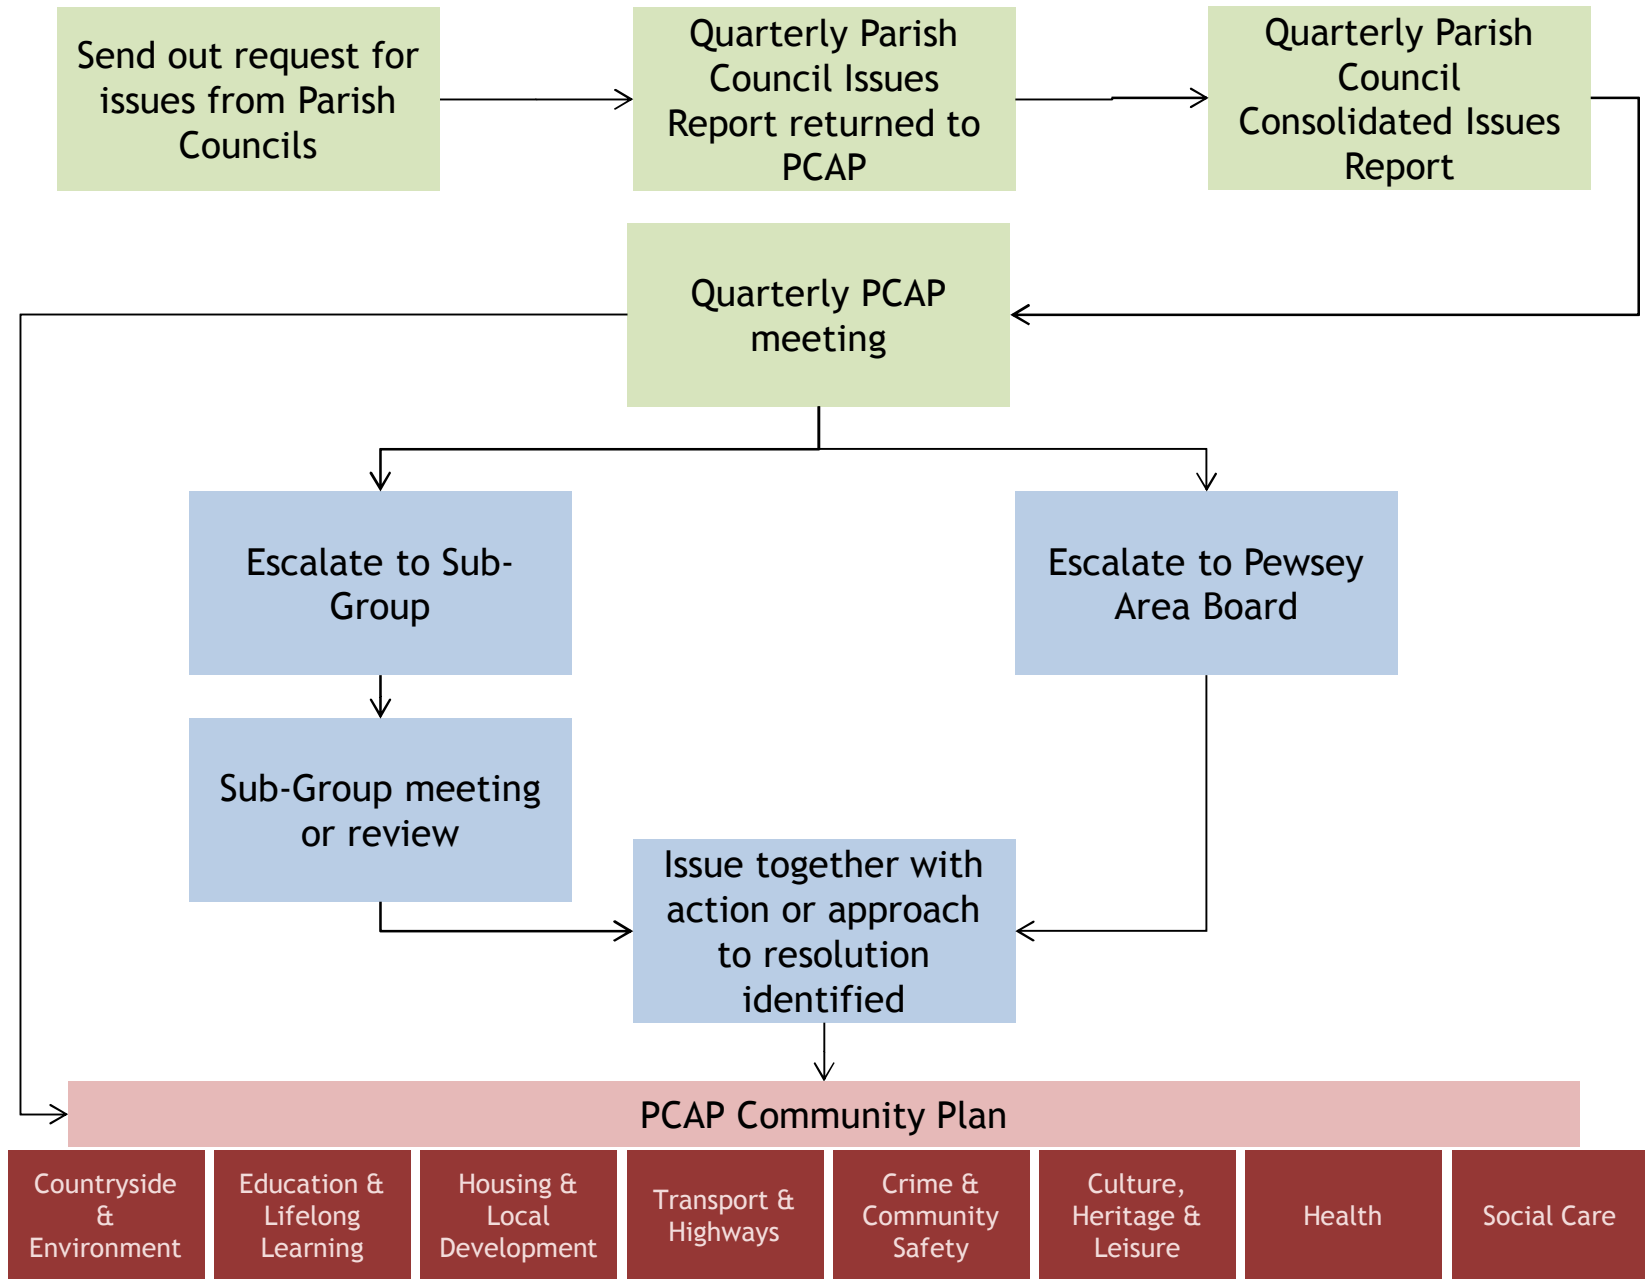 Send out request for
issues from Parish
Councils
Quarterly Parish
Council Issues
Report returned to
PCAP
Quarterly Parish
Council
Consolidated Issues
Report
Quarterly PCAP
meeting
Escalate to Sub-
Group
Escalate to Pewsey
Area Board
Sub-Group meeting
or review
Issue together with
action or approach
to resolution
identified
PCAP Community Plan
Countryside
&
Environment
Education &
Lifelong
Learning
Housing &
Local
Development
Transport &
Highways
Crime &
Community
Safety
Culture,
Heritage &
Leisure
Health
Social Care